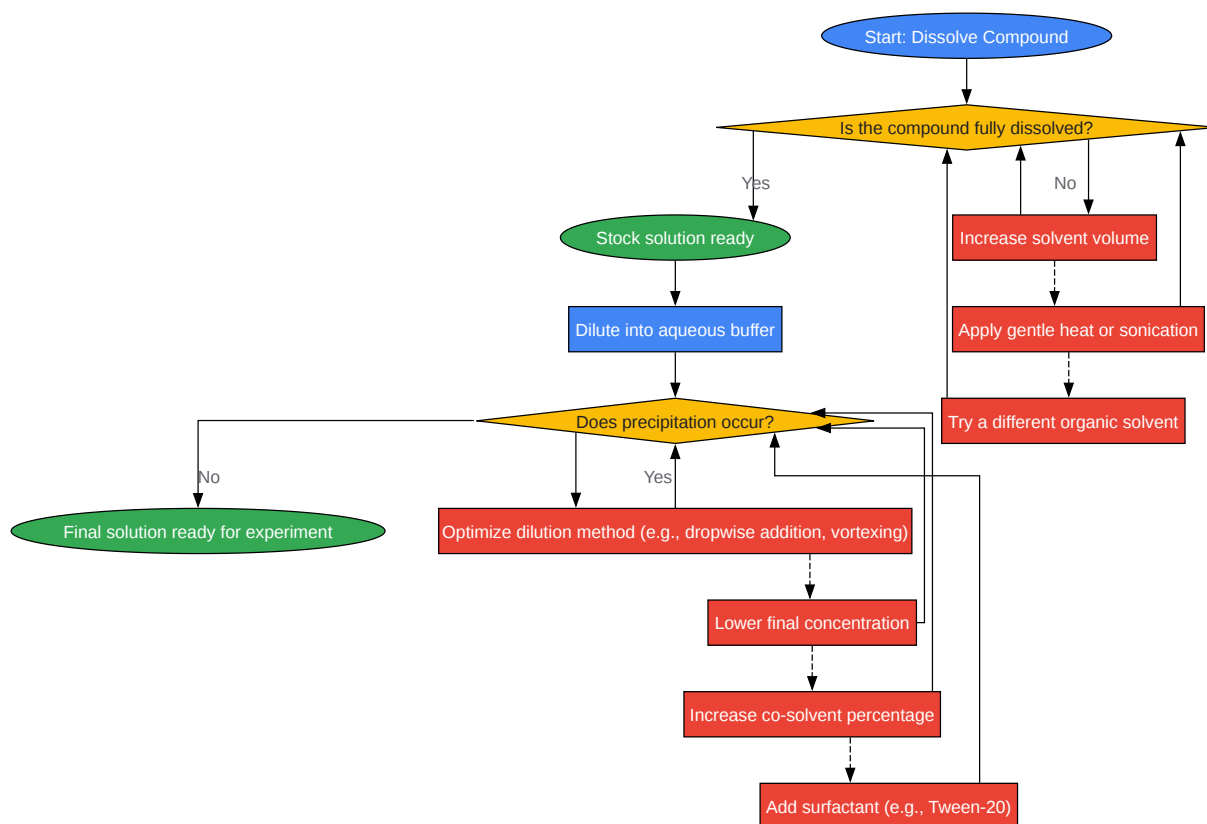 Start: Dissolve Compound
Is the compound fully dissolved?
Yes
No
Stock solution ready
Increase solvent volume
Dilute into aqueous buffer
Apply gentle heat or sonication
Does precipitation occur?
Try a different organic solvent
No
Yes
Final solution ready for experiment
Optimize dilution method (e.g., dropwise addition, vortexing)
Lower final concentration
Increase co-solvent percentage
Add surfactant (e.g., Tween-20)